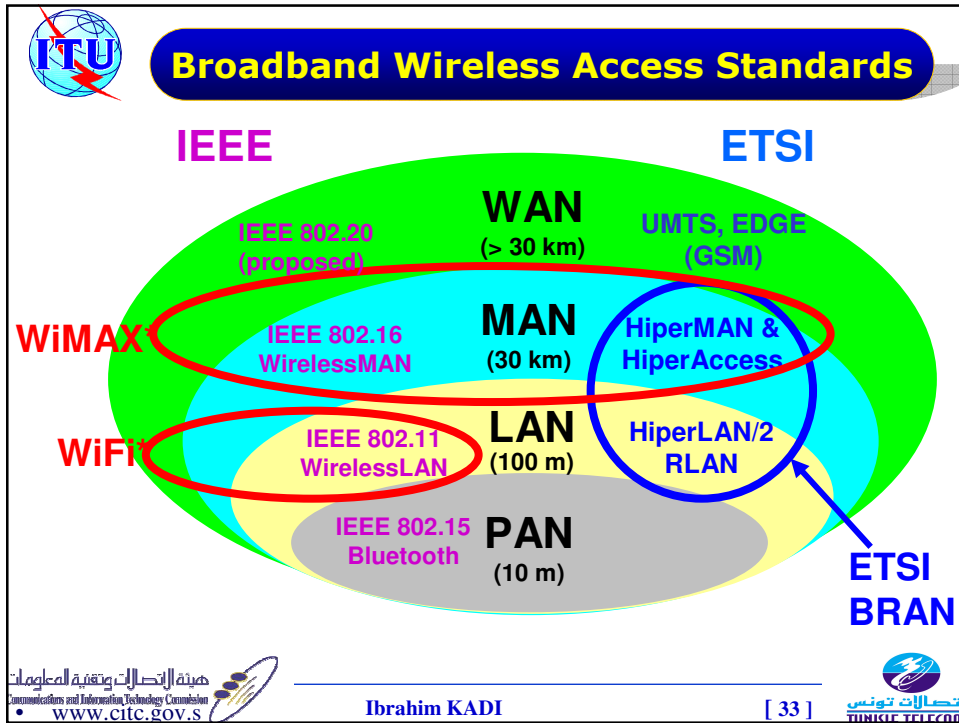 ITU
Broadband Wireless Access Standards
IEEE
ETSI
WAN
(> 30 km)
IEEE 802.20
(proposed)
UMTS, EDGE
(GSM)
WiMAX*
IEEE 802.16
WirelessMAN
MAN
(30 km)
HiperMAN &
HiperAccess
WiFi*
IEEE 802.11
WirelessLAN
LAN
(100 m)
HiperLAN/2
RLAN
IEEE 802.15
Bluetooth
PAN
(10 m)
ETSI
BRAN
هيئة الاتصالات وتقنية المعلومات
Communications and Information Technology Commission
• www.citc.gov.s
Ibrahim KADI
[ 33 ]
اتصالات تونس
TUNISIE TELECOM